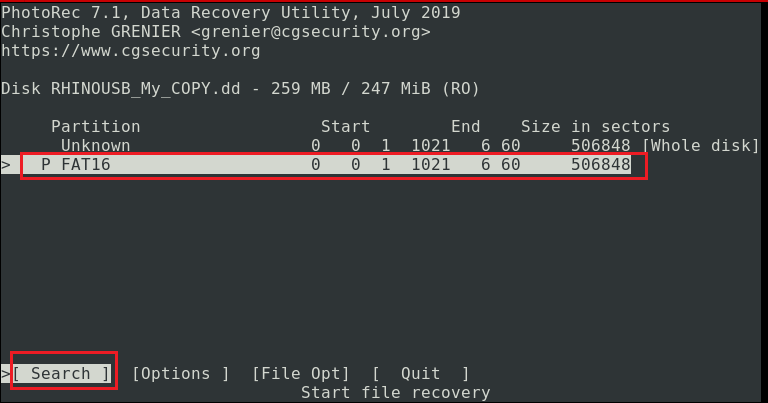 PhotoRec 7.1, Data Recovery Utility, July 2019
Christophe GRENIER <grenier@cgsecurity.org>
https://www.cgsecurity.org
Disk RHINOUSB_My_COPY.dd - 259 MB / 247 MiB (RO)
Partition Start End Size in sectors
Unknown 0 0 1 1021 6 60 506848 [Whole disk]
> P FAT16 0 0 1 1021 6 60 506848
>[ Search ] [Options ] [File Opt] [ Quit ]
Start file recovery